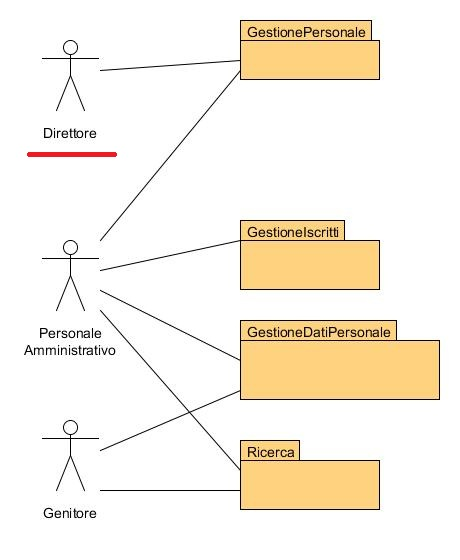 GestionePersonale
Direttore
GestioneIscritti
Personale
Amministrativo
GestioneDatiPersonale
Ricerca
Genitore